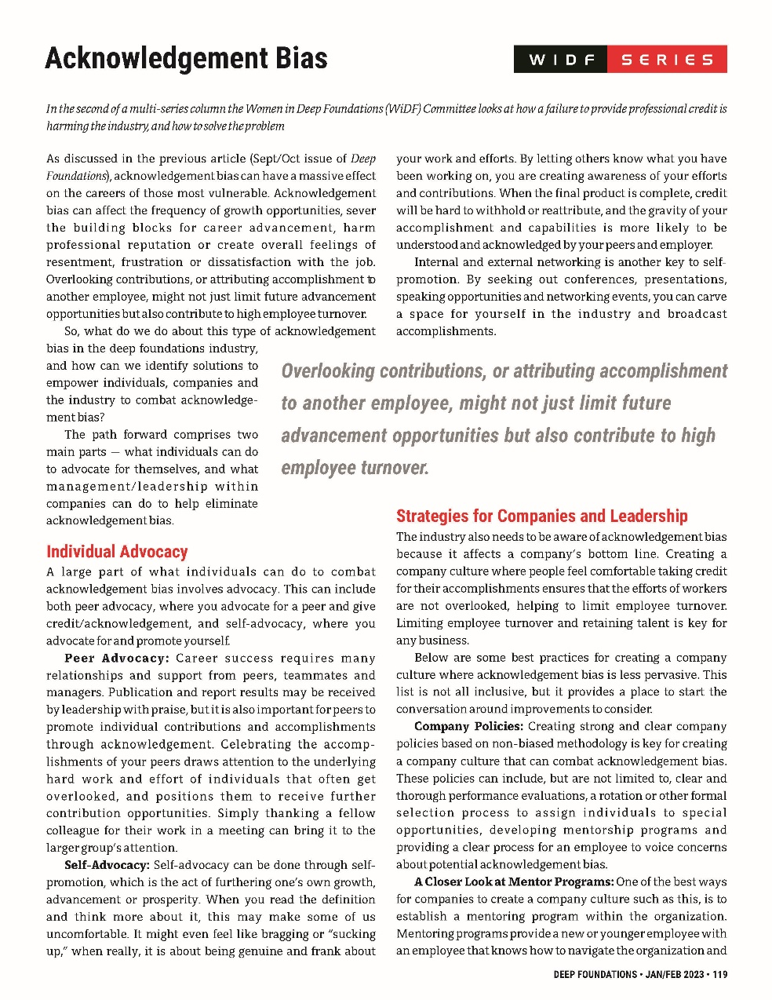 Acknowledgement Bias
WIDF SERIES
In the second of a multi-series column the Women in Deep Foundations (WiDF) Committee looks at how a failure to provide professional credit is
harming the industry, and how to solve the problem
As discussed in the previous article (Sept/Oct issue of Deep
Foundations), acknowledgement bias can have a massive effect
on the careers of those most vulnerable. Acknowledgement
bias can affect the frequency of growth opportunities, sever
the building blocks for career advancement, harm
professional reputation or create overall feelings of
resentment, frustration or dissatisfaction with the job.
Overlooking contributions, or attributing accomplishment to
another employee, might not just limit future advancement
opportunities but also contribute to high employee turnover.
So, what do we do about this type of acknowledgement
bias in the deep foundations industry,
and how can we identify solutions to
empower individuals, companies and
the industry to combat acknowledge-
ment bias?
The path forward comprises two
main parts — what individuals can do
to advocate for themselves, and what
management/leadership within
companies can do to help eliminate
acknowledgement bias.
Individual Advocacy
A large part of what individuals can do to combat
acknowledgement bias involves advocacy. This can include
both peer advocacy, where you advocate for a peer and give
credit/acknowledgement, and self-advocacy, where you
advocate for and promote yourself.
Peer Advocacy: Career success requires many
relationships and support from peers, teammates and
managers. Publication and report results may be received
by leadership with praise, but it is also important for peers to
promote individual contributions and accomplishments
through acknowledgement. Celebrating the accomp-
lishments of your peers draws attention to the underlying
hard work and effort of individuals that often get
overlooked, and positions them to receive further
contribution opportunities. Simply thanking a fellow
colleague for their work in a meeting can bring it to the
larger group's attention.
Self-Advocacy: Self-advocacy can be done through self-
promotion, which is the act of furthering one's own growth,
advancement or prosperity. When you read the definition
and think more about it, this may make some of us
uncomfortable. It might even feel like bragging or "sucking
up," when really, it is about being genuine and frank about
your work and efforts. By letting others know what you have
been working on, you are creating awareness of your efforts
and contributions. When the final product is complete, credit
will be hard to withhold or reattribute, and the gravity of your
accomplishment and capabilities is more likely to be
understood and acknowledged by your peers and employer.
Internal and external networking is another key to self-
promotion. By seeking out conferences, presentations,
speaking opportunities and networking events, you can carve
a space for yourself in the industry and broadcast
accomplishments.
Overlooking contributions, or attributing accomplishment
to another employee, might not just limit future
advancement opportunities but also contribute to high
employee turnover.
Strategies for Companies and Leadership
The industry also needs to be aware of acknowledgement bias
because it affects a company's bottom line. Creating a
company culture where people feel comfortable taking credit
for their accomplishments ensures that the efforts of workers
are not overlooked, helping to limit employee turnover.
Limiting employee turnover and retaining talent is key for
any business.
Below are some best practices for creating a company
culture where acknowledgement bias is less pervasive. This
list is not all inclusive, but it provides a place to start the
conversation around improvements to consider.
Company Policies: Creating strong and clear company
policies based on non-biased methodology is key for creating
a company culture that can combat acknowledgement bias.
These policies can include, but are not limited to, clear and
thorough performance evaluations, a rotation or other formal
selection process to assign individuals to special
opportunities, developing mentorship programs and
providing a clear process for an employee to voice concerns
about potential acknowledgement bias.
A Closer Look at Mentor Programs: One of the best ways
for companies to create a company culture such as this, is to
establish a mentoring program within the organization.
Mentoring programs provide a new or younger employee with
an employee that knows how to navigate the organization and
DEEP FOUNDATIONS • JAN/FEB 2023 • 119